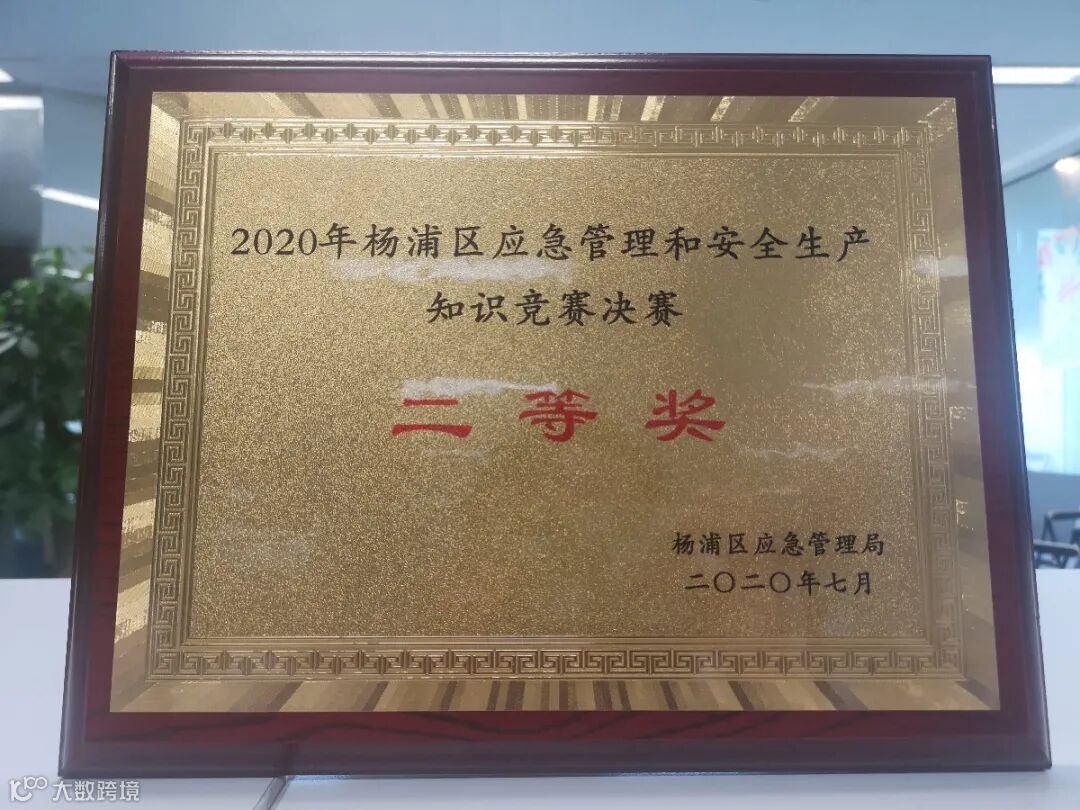 2020年杨浦区应急管理和安全生产
知识竞赛决赛
二等奖
杨浦区应急管理局
二〇二〇年七月
大数跨境